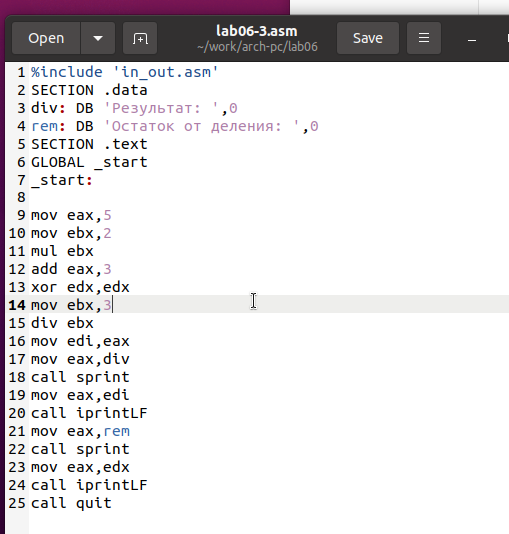 Open
lab06-3.asm
~/work/arch-pc/lab06
Save
1 %include 'in_out.asm'
2 SECTION .data
3 div: DB 'Результат: ',0
4 rem: DB 'Остаток от деления: ',0
5 SECTION .text
6 GLOBAL _start
7 _start:
8
9 mov eax,5
10 mov ebx,2
11 mul ebx
12 add eax,3
13 xor edx,edx
14 mov ebx,3
15 div ebx
16 mov edi,eax
17 mov eax,div
18 call sprint
19 mov eax,edi
20 call iprintLF
21 mov eax,rem
22 call sprint
23 mov eax,edx
24 call iprintLF
25 call quit